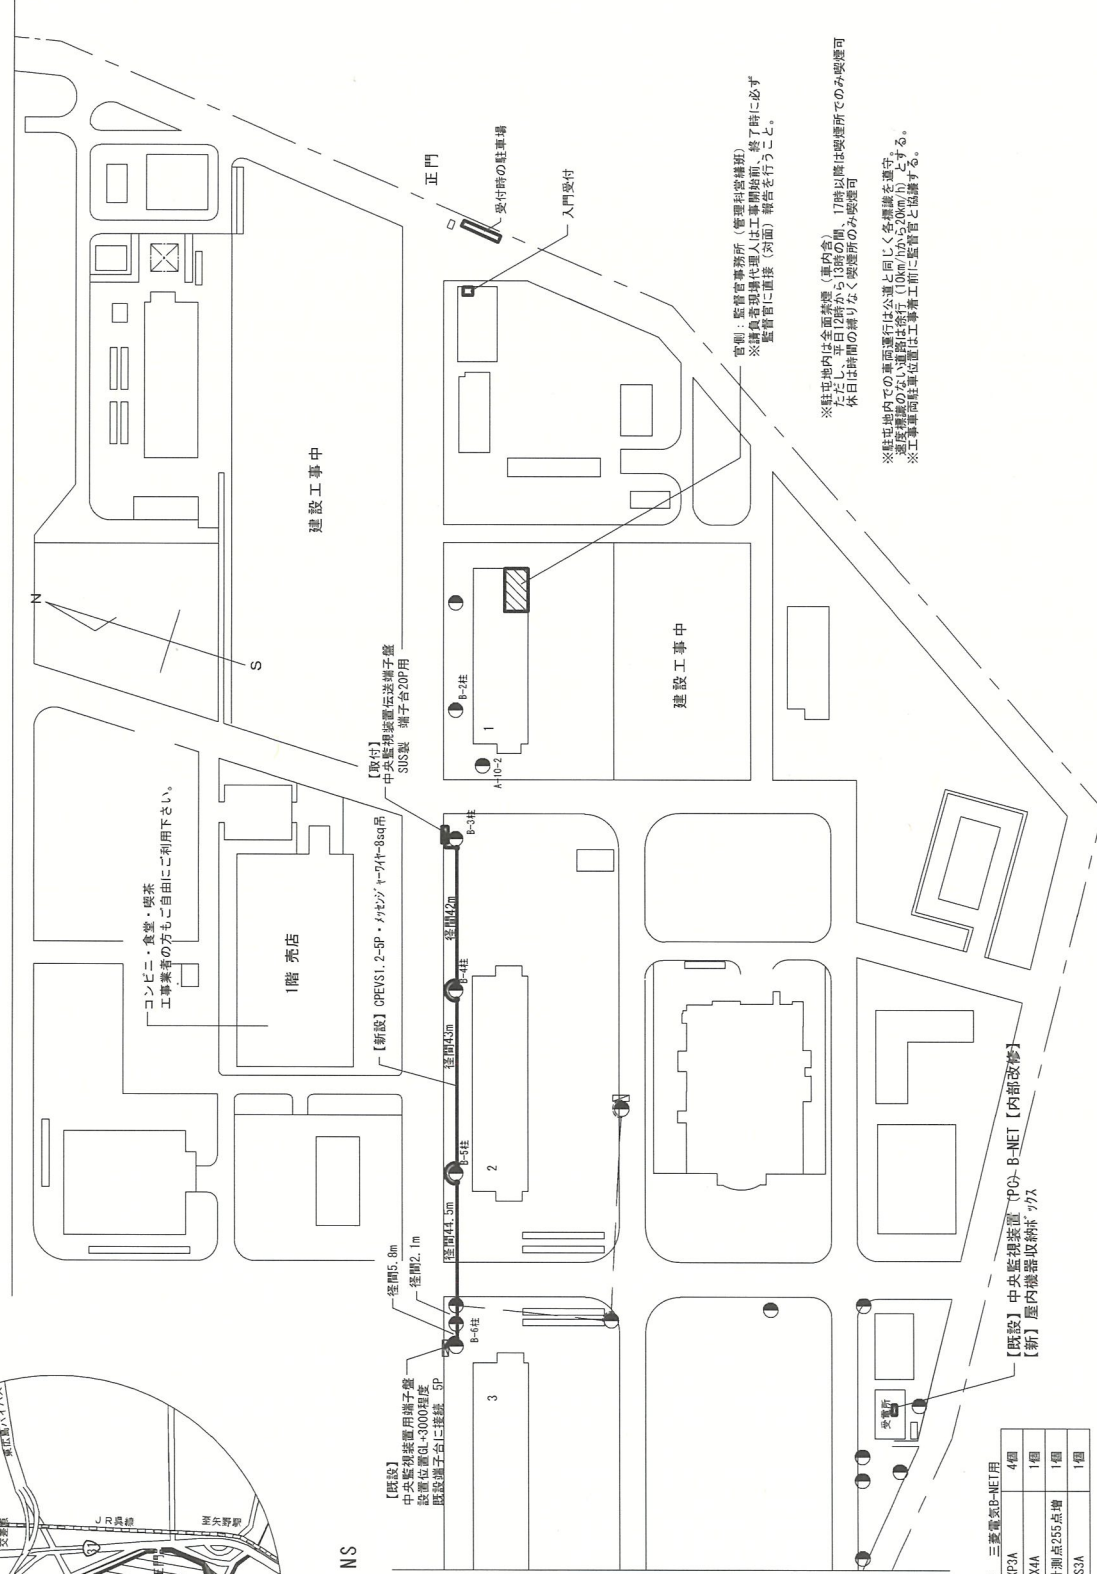 正門
受付時の駐車場
入門受付
官側：監督官事務所（管理科営繕班）
※請負者現場代理人は工事開始前、終了時に必ず
監督官に直接（対面）報告を行うこと。
※駐屯地内は全面禁煙（車内含）
ただし、平日12時から13時の間、17時以降は喫煙所でのみ喫煙可
休日は時間の縛りなく喫煙所のみ喫煙可
※駐屯地内での車両運行は公道と同じく各標識を遵守。
速度標識のない道路は徐行（10km/hから20km/h）とする。
※工事車両駐車位置は工事着工前に監督官と協議する。
建設工事中
建設工事中
N
S
【取付】
中央監視装置伝送端子盤
SUS製 端子台20P用
B-2柱
1
A-10-2
B-3柱
コンビニ・食堂・喫茶
工事業者の方もご自由にご利用下さい。
1階 売店
【新設】CPEVS1.2-5P・メッセンジャーワイヤー8sq吊
径間42m
B-4柱
径間43m
B-5柱
2
径間44.5m
径間5.8m
径間2.1m
B-6柱
【既設】
中央監視装置用端子盤
設置位置GL+3000程度
既設端子台に接続 5P
3
【既設】中央監視装置（PC）B-NET【内部改修】
【新】屋内機器収納ボックス
受電所
NS
31
三菱電気B-NET用
P3A 4個
X4A 1個
測点255点増 1個
S3A 1個